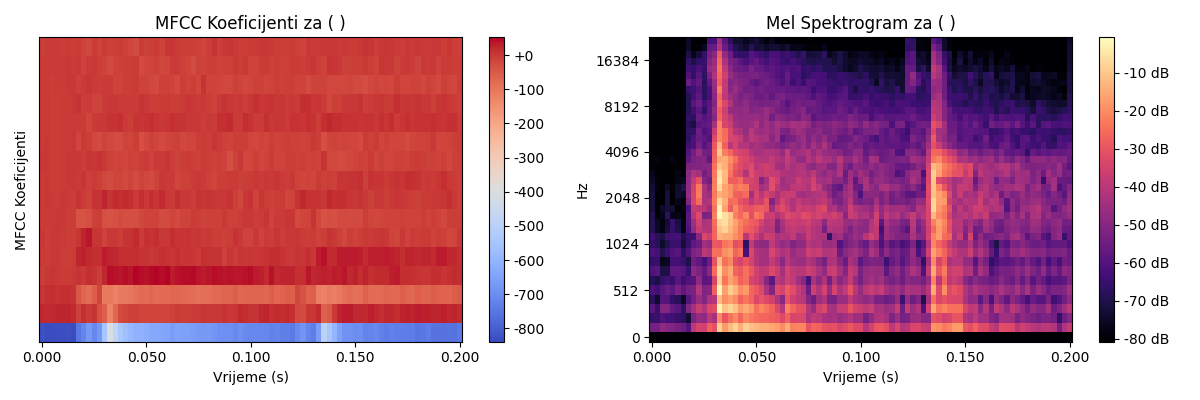 MFCC Koeficijenti za ( )
MFCC Koeficijenti
+0
-100
-200
-300
-400
-500
-600
-700
-800
0.000 0.050 0.100 0.150 0.200
Vrijeme (s)
Mel Spektrogram za ( )
Hz
16384
8192
4096
2048
1024
512
0
-10 dB
-20 dB
-30 dB
-40 dB
-50 dB
-60 dB
-70 dB
-80 dB
0.000 0.050 0.100 0.150 0.200
Vrijeme (s)